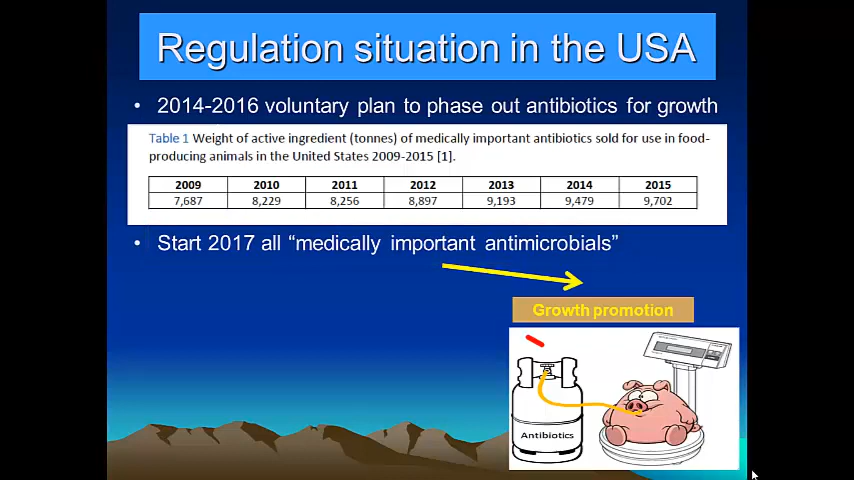 Regulation situation in the USA
• 2014-2016 voluntary plan to phase out antibiotics for growth
Table 1 Weight of active ingredient (tonnes) of medically important antibiotics sold for use in food-
producing animals in the United States 2009-2015 [1].
2009 2010 2011 2012 2013 2014 2015
7,687 8,229 8,256 8,897 9,193 9,479 9,702
• Start 2017 all “medically important antimicrobials”
Growth promotion
Antibiotics